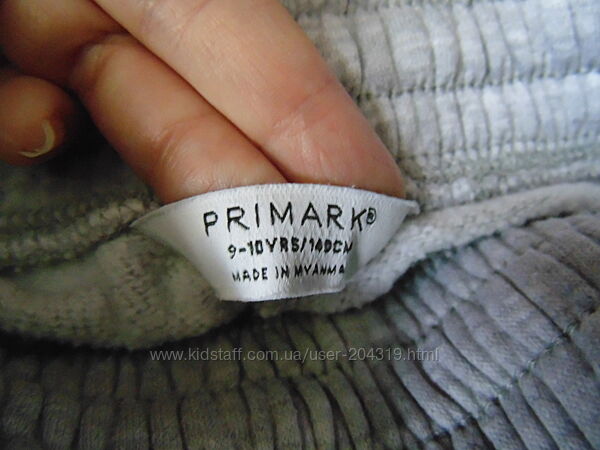 PRIMARK®
9-10YRS/140CM
MADE IN MYANMA
www.kidstaff.com.ua/user-204319.html